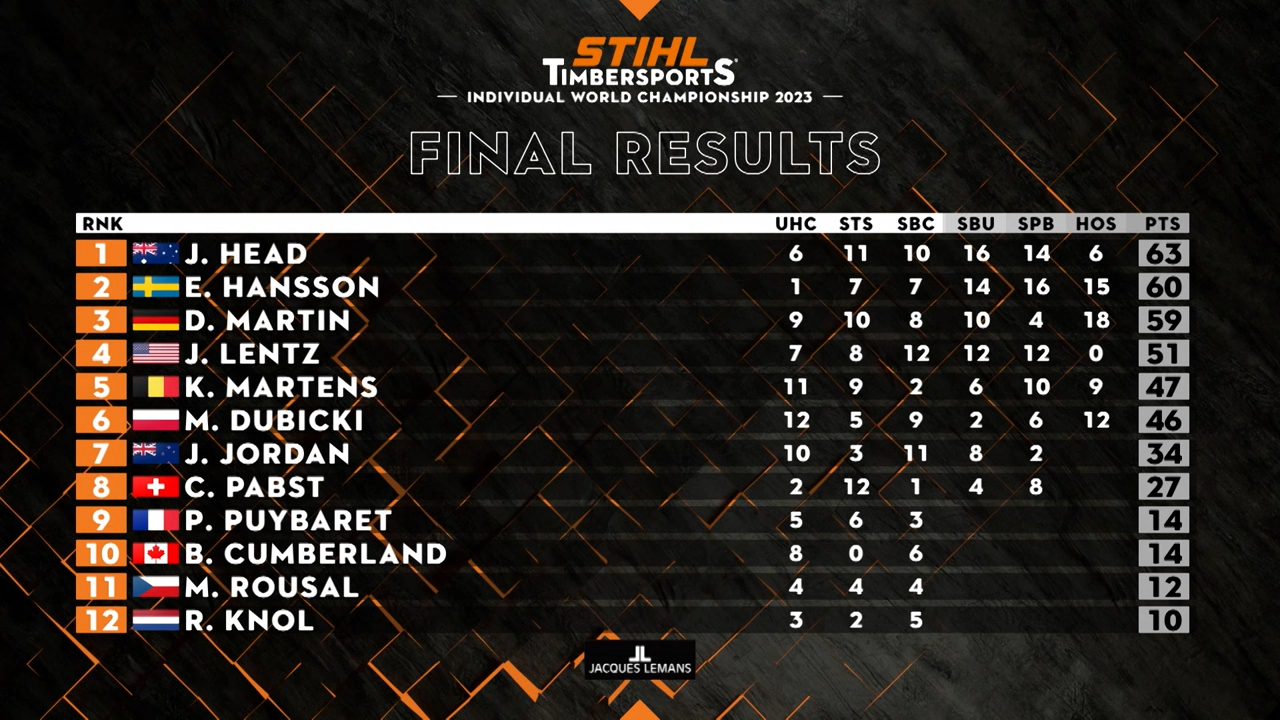 STIHL
TIMBERSPORTS®
INDIVIDUAL WORLD CHAMPIONSHIP 2023
FINAL RESULTS
RNK UHC STS SBC SBU SPB HOS PTS
1 J. HEAD 6 11 10 16 14 6 63
2 E. HANSSON 1 7 7 14 16 15 60
3 D. MARTIN 9 10 8 10 4 18 59
4 J. LENTZ 7 8 12 12 12 0 51
5 K. MARTENS 11 9 2 6 10 9 47
6 M. DUBICKI 12 5 9 2 6 12 46
7 J. JORDAN 10 3 11 8 2 34
8 C. PABST 2 12 1 4 8 27
9 P. PUYBARET 5 6 3 14
10 B. CUMBERLAND 8 0 6 14
11 M. ROUSAL 4 4 4 12
12 R. KNOL 3 2 5 10
JL
JACQUES LEMANS